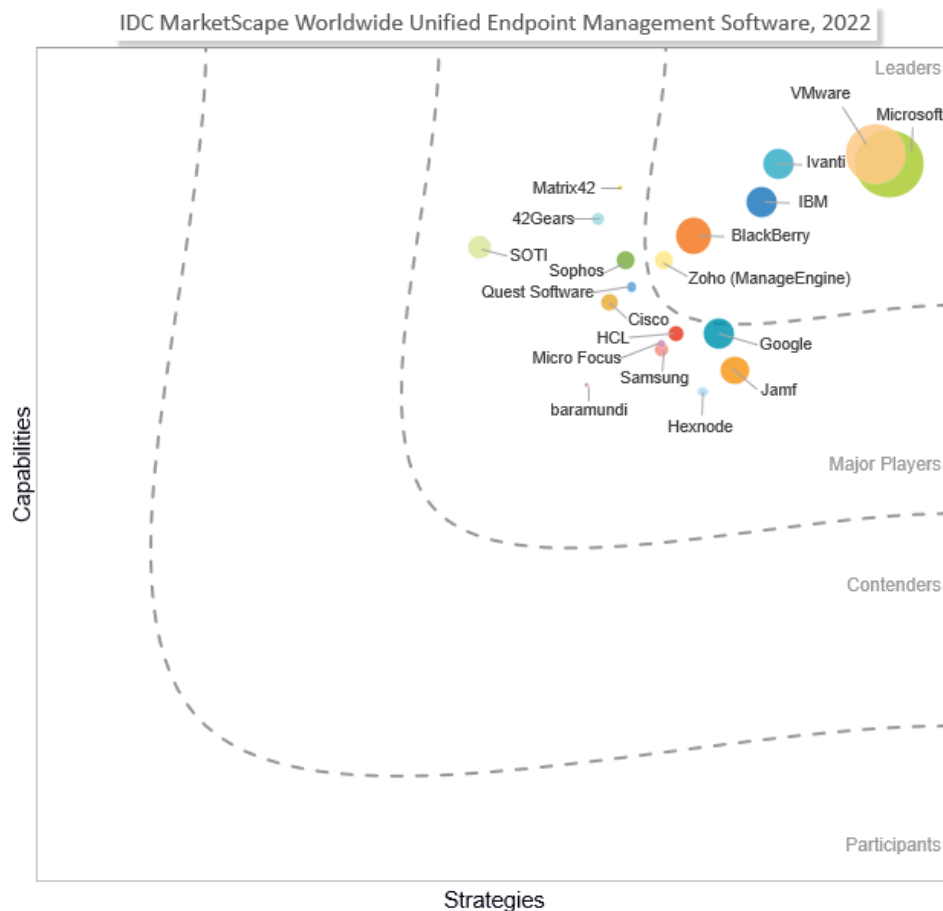 IDC MarketScape Worldwide Unified Endpoint Management Software, 2022
Leaders
VMware
Microsoft
Ivanti
Matrix42
IBM
42Gears
BlackBerry
SOTI
Sophos
Zoho (ManageEngine)
Quest Software
Cisco
HCL
Google
Micro Focus
Samsung
Jamf
baramundi
Hexnode
Major Players
Capabilities
Contenders
Participants
Strategies